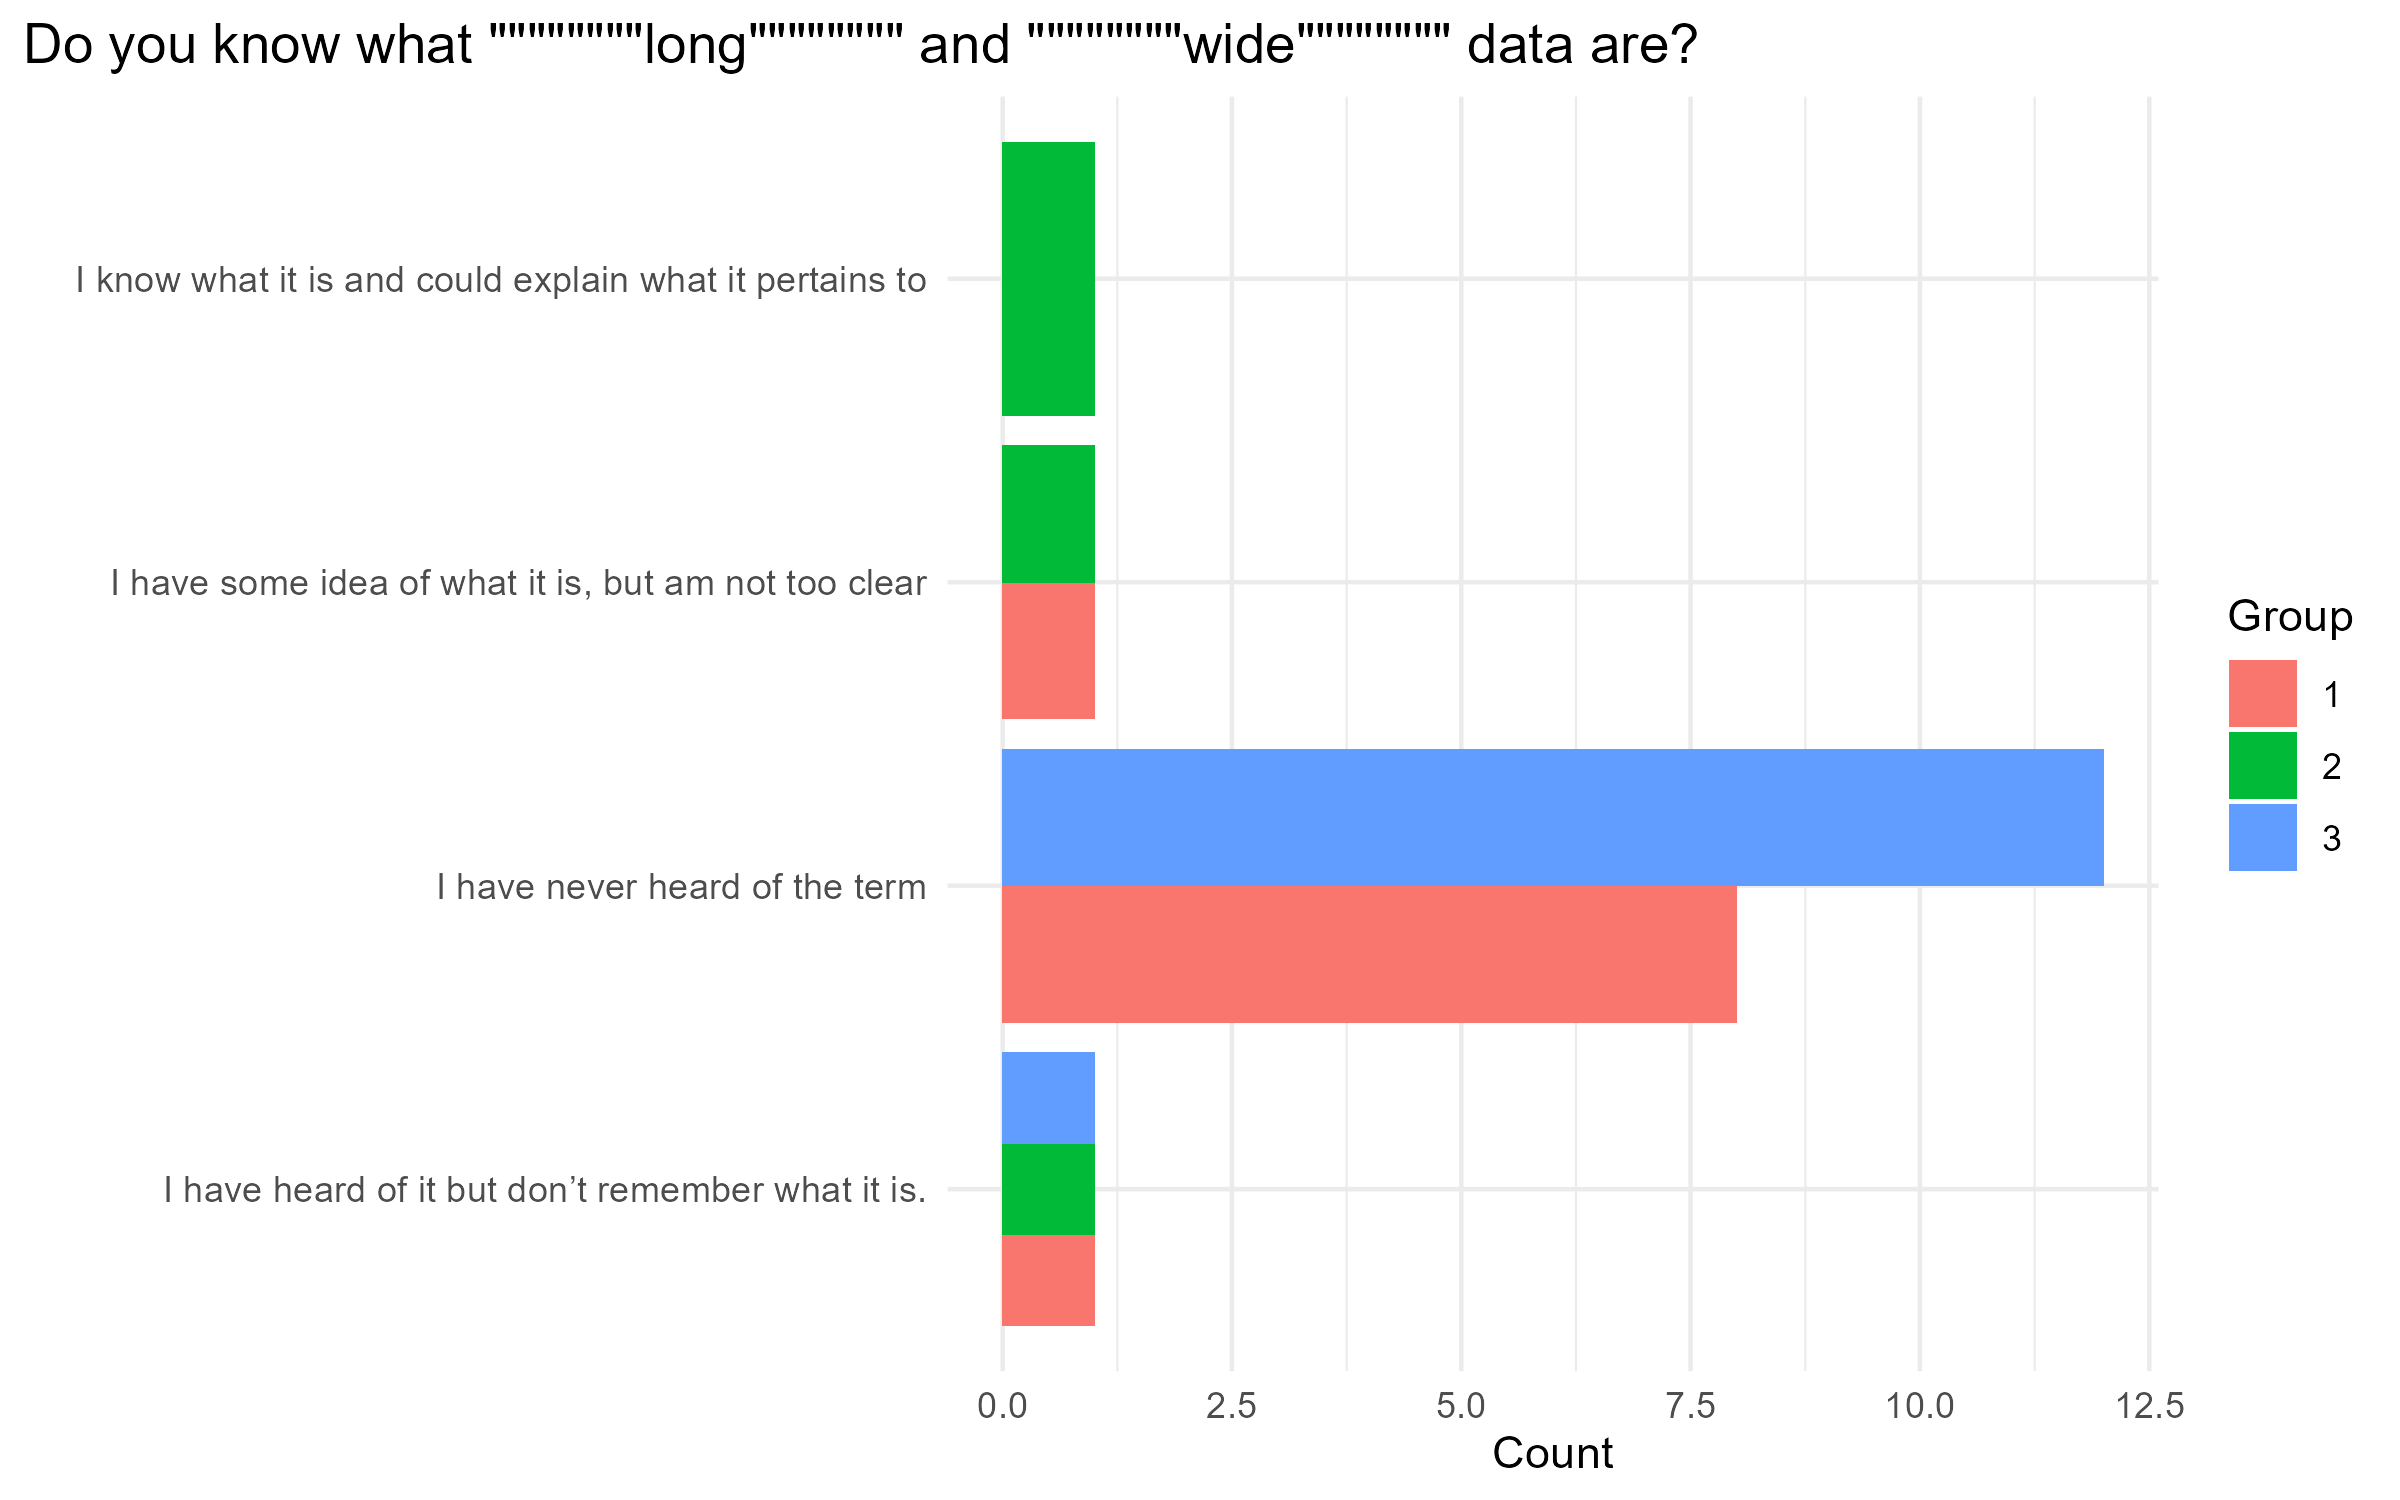 Do you know what """"""""long"""""""" and """"""""wide"""""""" data are?
I know what it is and could explain what it pertains to
I have some idea of what it is, but am not too clear
I have never heard of the term
I have heard of it but don’t remember what it is.
0.0 2.5 5.0 7.5 10.0 12.5
Count
Group
1
2
3